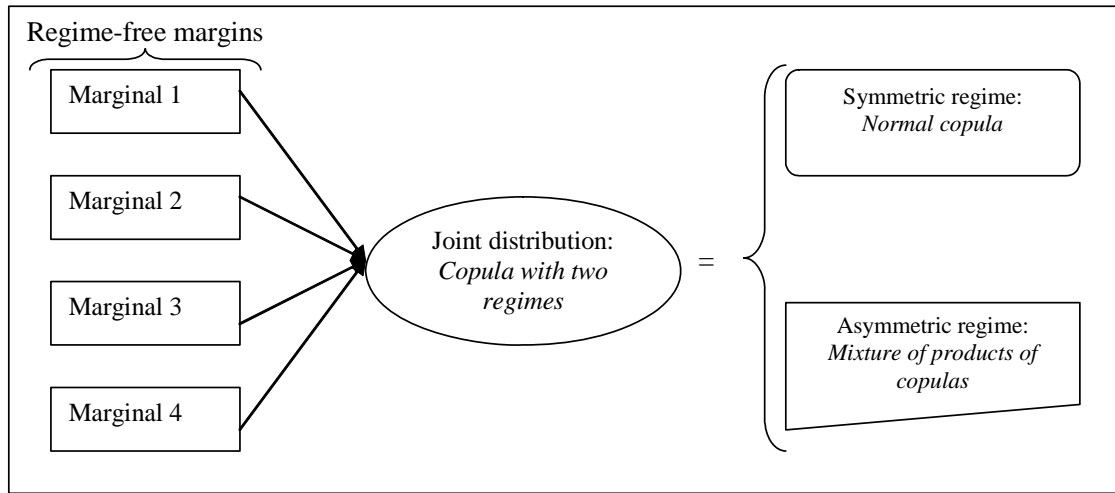 Regime-free margins
Marginal 1
Marginal 2
Marginal 3
Marginal 4
Joint distribution:
Copula with two
regimes
=
Symmetric regime:
Normal copula
Asymmetric regime:
Mixture of products of
copulas